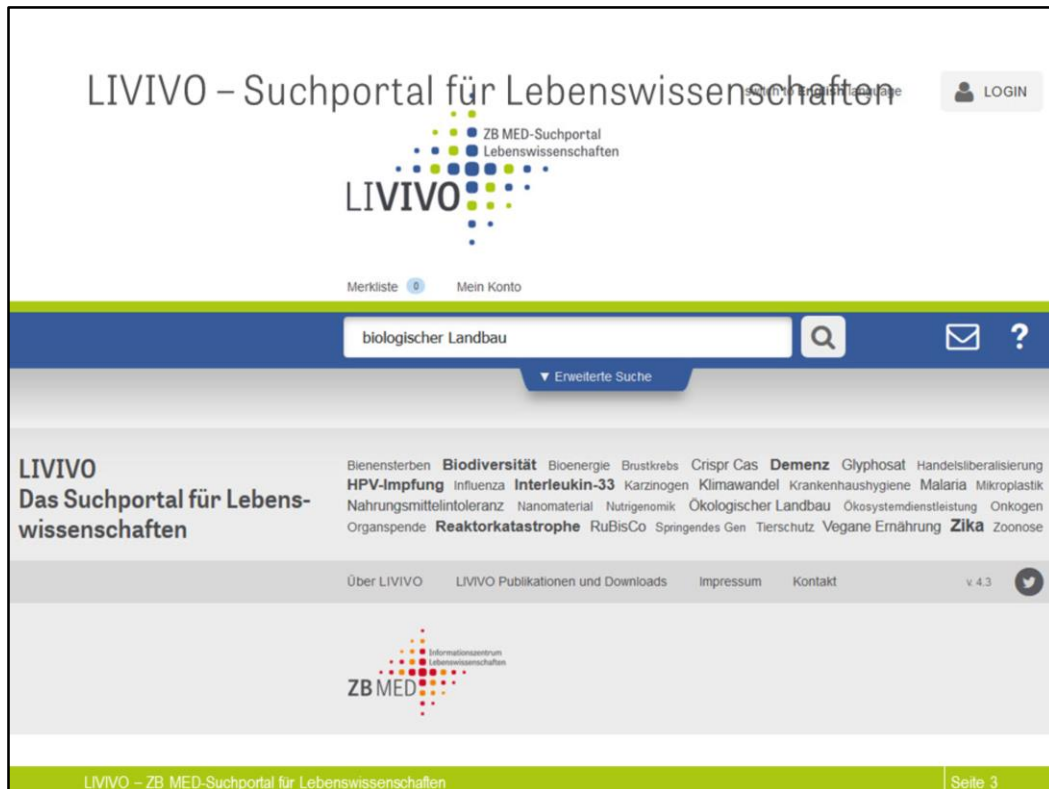 LIVIVO – Suchportal für Lebenswissenschaften
switch to English language
LOGIN
ZB MED-Suchportal
Lebenswissenschaften
LIVIVO
Merkliste 0 Mein Konto
biologischer Landbau
?
▼ Erweiterte Suche
LIVIVO
Das Suchportal für Lebens-
wissenschaften
Bienensterben Biodiversität Bioenergie Brustkrebs Crispr Cas Demenz Glyphosat Handelsliberalisierung
HPV-Impfung Influenza Interleukin-33 Karzinogen Klimawandel Krankenhaushygiene Malaria Mikroplastik
Nahrungsmittelintoleranz Nanomaterial Nutrigenomik Ökologischer Landbau Ökosystemdienstleistung Onkogen
Organspende Reaktorkatastrophe RuBisCo Springendes Gen Tierschutz Vegane Ernährung Zika Zoonose
Über LIVIVO LIVIVO Publikationen und Downloads Impressum Kontakt v. 4.3
Informationszentrum
Lebenswissenschaften
ZB MED
LIVIVO – ZB MED-Suchportal für Lebenswissenschaften Seite 3